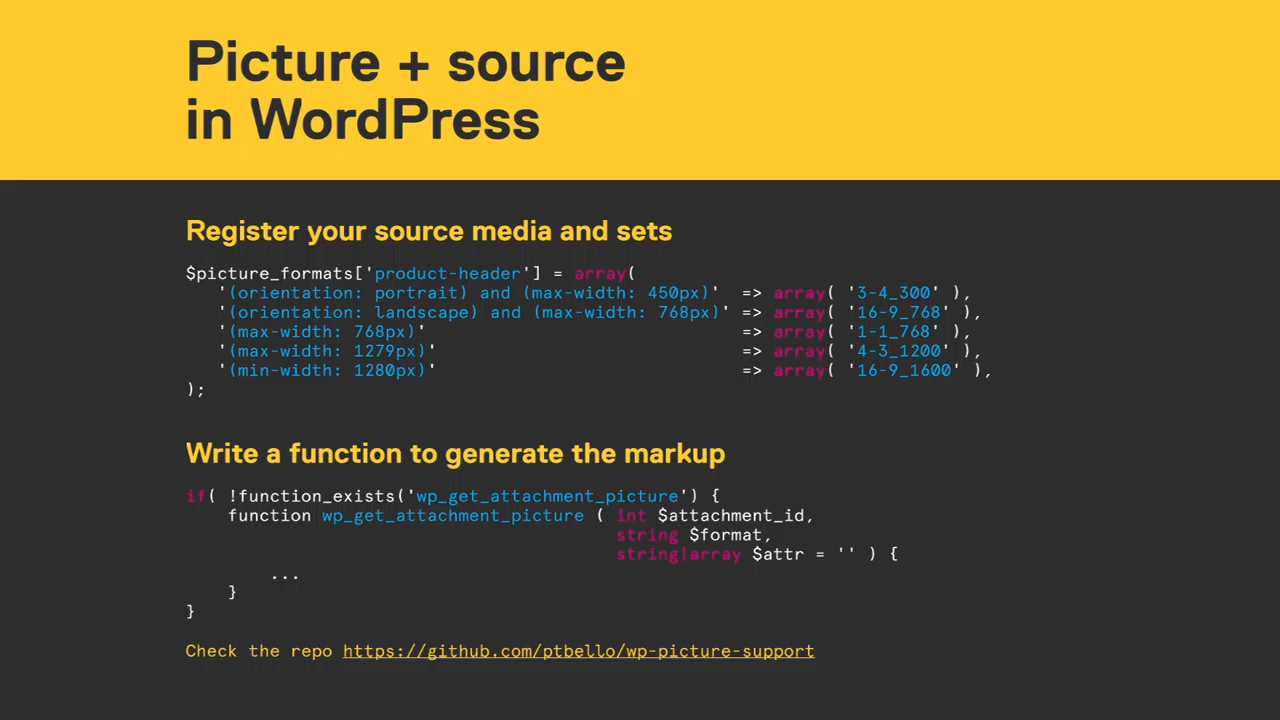 Picture + source
in WordPress
Register your source media and sets
$picture_formats['product-header'] = array(
'(orientation: portrait) and (max-width: 450px)' => array( '3-4_300' ),
'(orientation: landscape) and (max-width: 768px)' => array( '16-9_768' ),
'(max-width: 768px)' => array( '1-1_768' ),
'(max-width: 1279px)' => array( '4-3_1200' ),
'(min-width: 1280px)' => array( '16-9_1600' ),
);
Write a function to generate the markup
if( !function_exists('wp_get_attachment_picture') {
function wp_get_attachment_picture ( int $attachment_id,
string $format,
string|array $attr = '' ) {
...
}
}
Check the repo https://github.com/ptbello/wp-picture-support